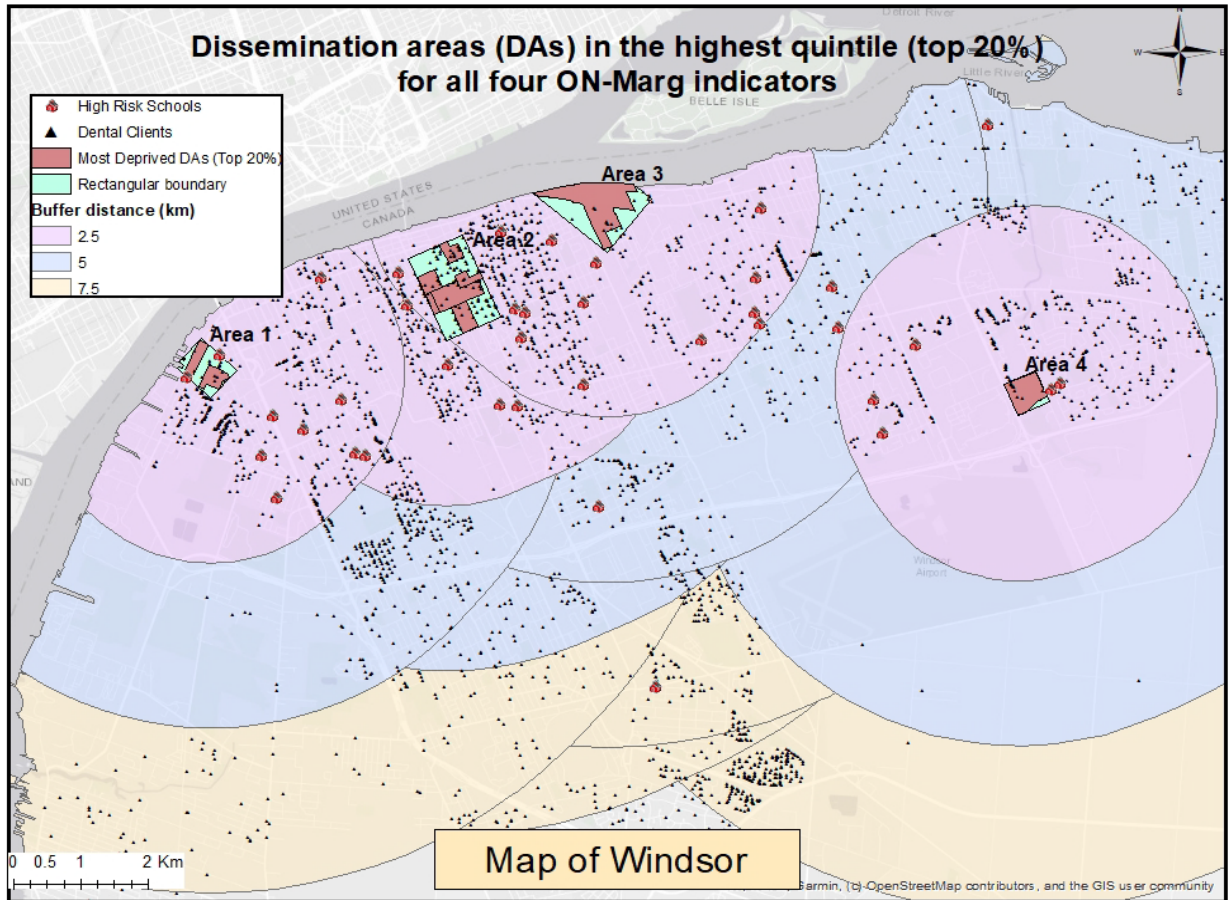 Detroit River
Dissemination areas (DAs) in the highest quintile (top 20%)
for all four ON-Marg indicators
N
W
E
S
Little River
BELLE ISLE
High Risk Schools
Dental Clients
Most Deprived DAs (Top 20%)
Rectangular boundary
Buffer distance (km)
2.5
5
7.5
UNITED STATES
CANADA
Area 3
Area 2
Area 1
Area 4
AND
Airport
0 0.5 1 2 Km
Map of Windsor
Garmin, (c) OpenStreetMap contributors, and the GIS user community